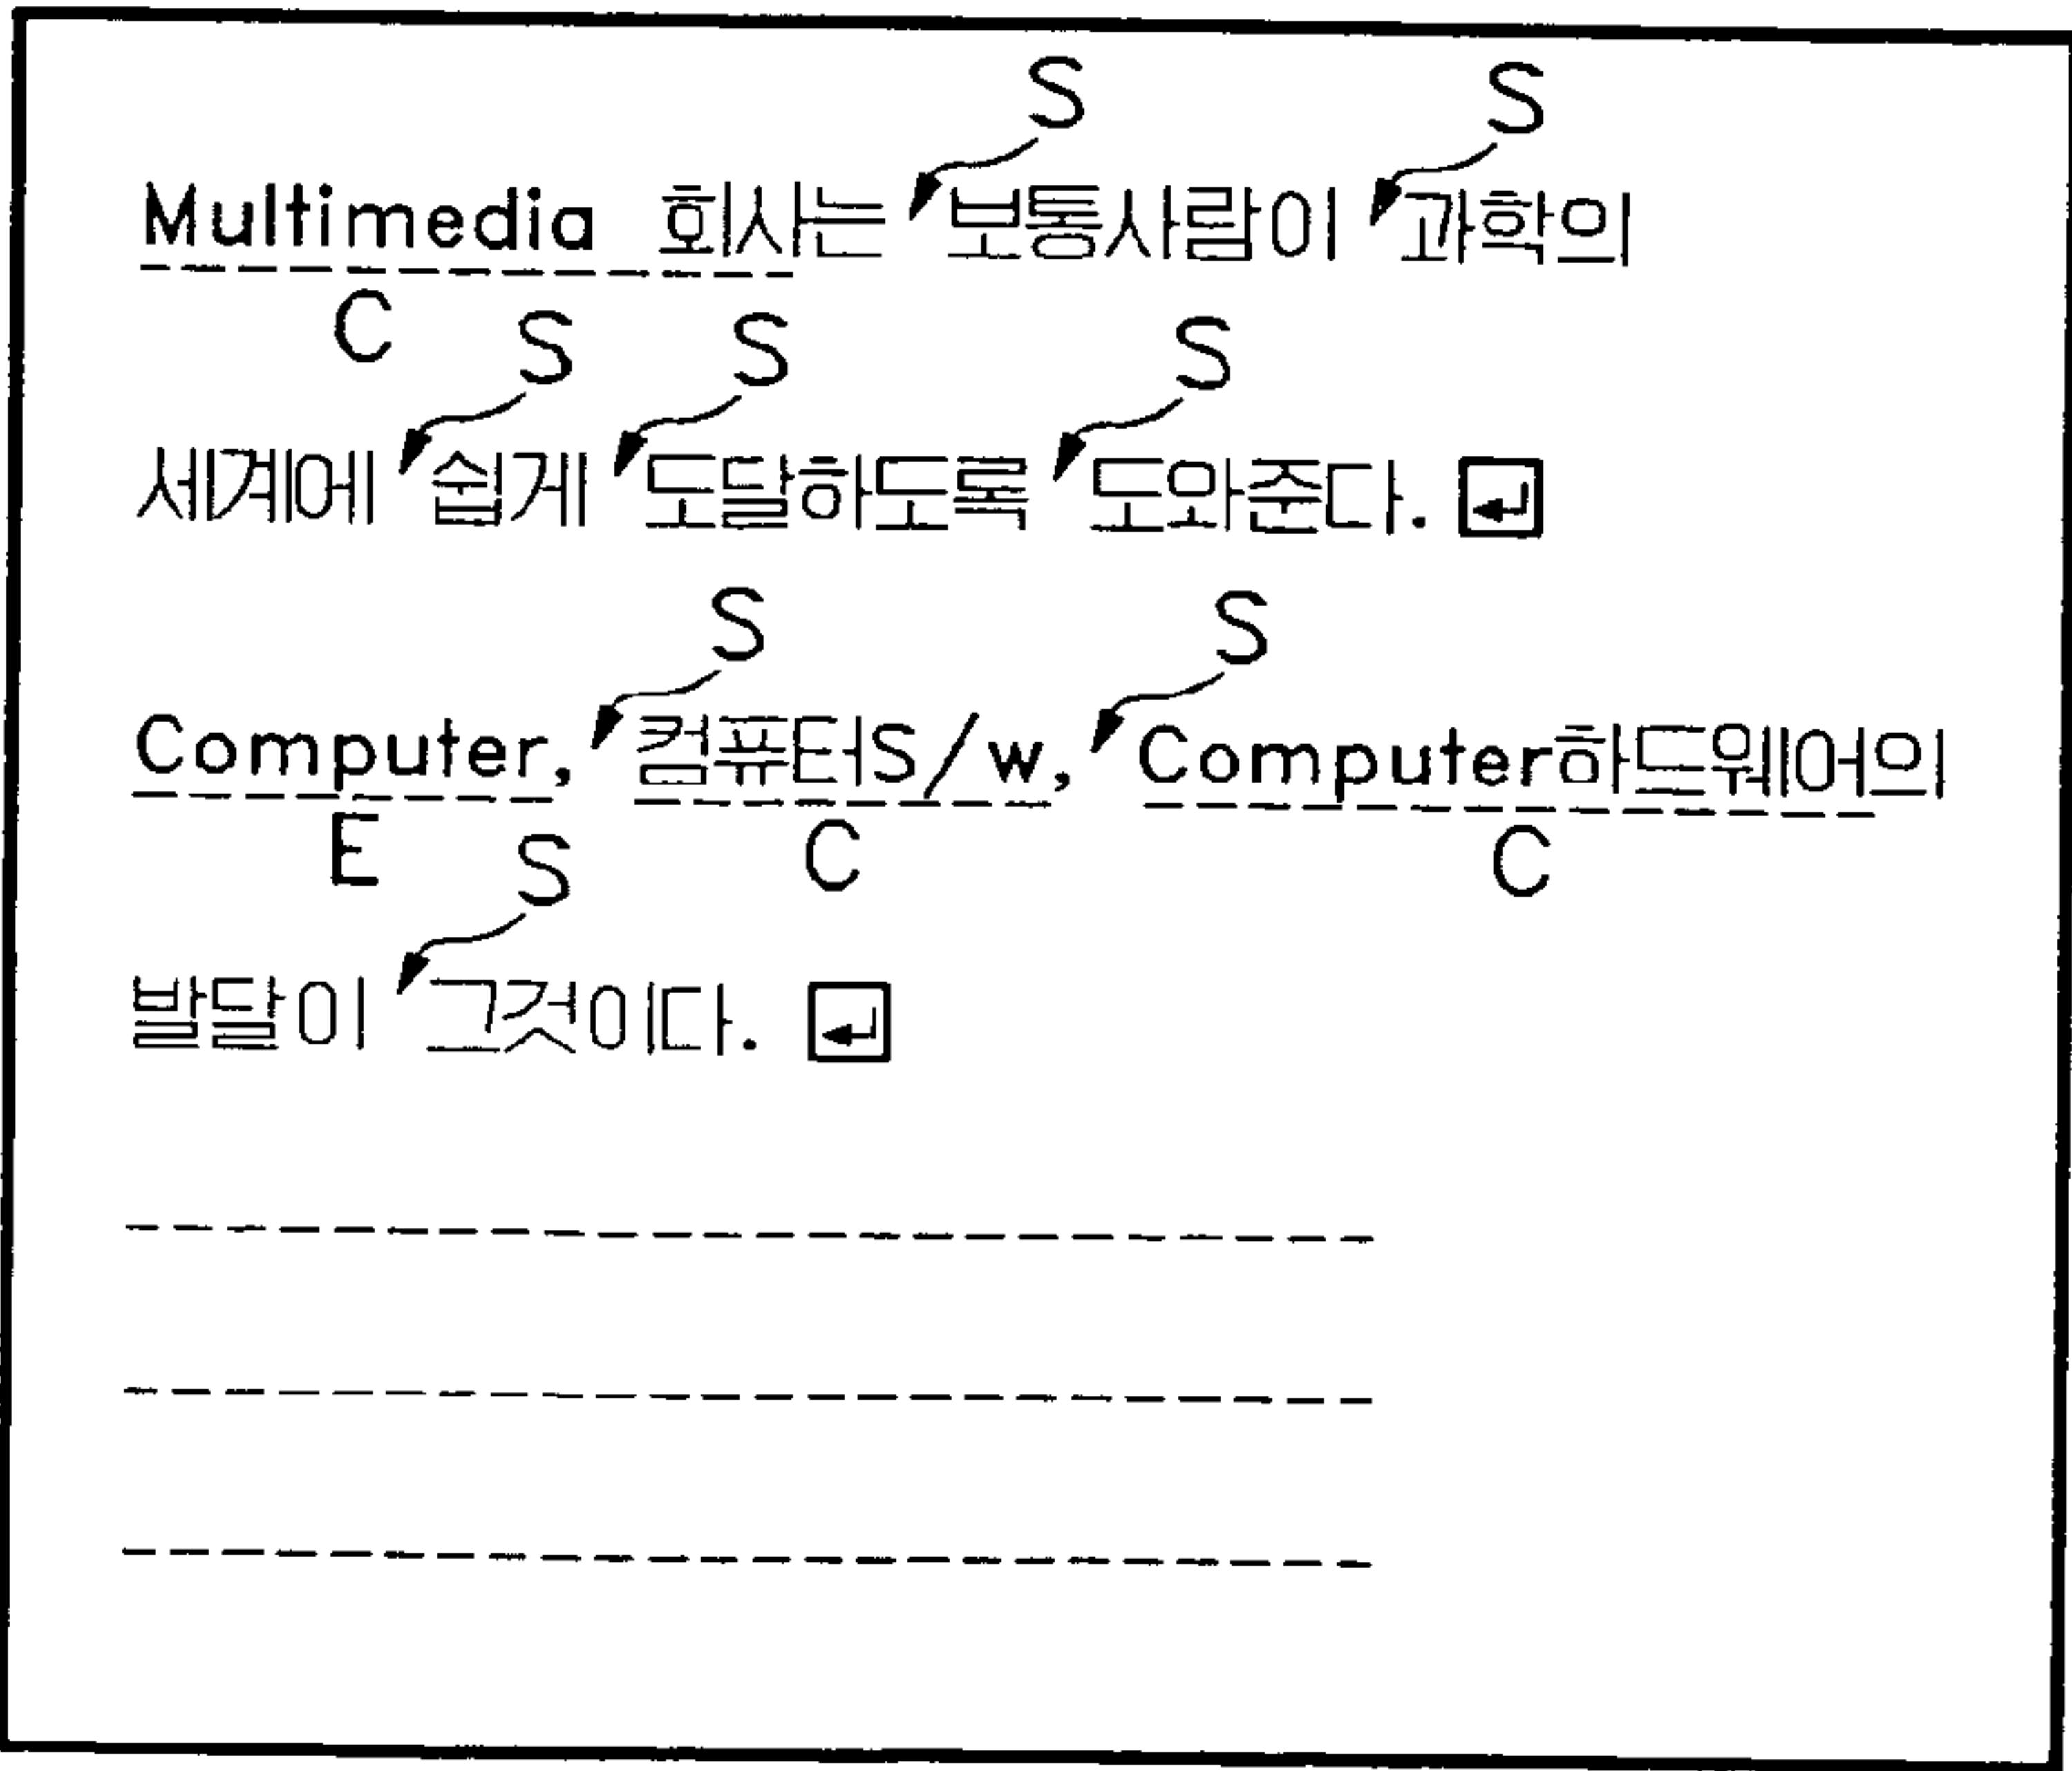 S S
Multimedia 회사는 보통사람이 과학의
C S S S
세계에 쉽게 도달하도록 도와준다.
S S
Computer, 컴퓨터S/w, Computer하드웨어의
E S C C
발달이 그것이다.